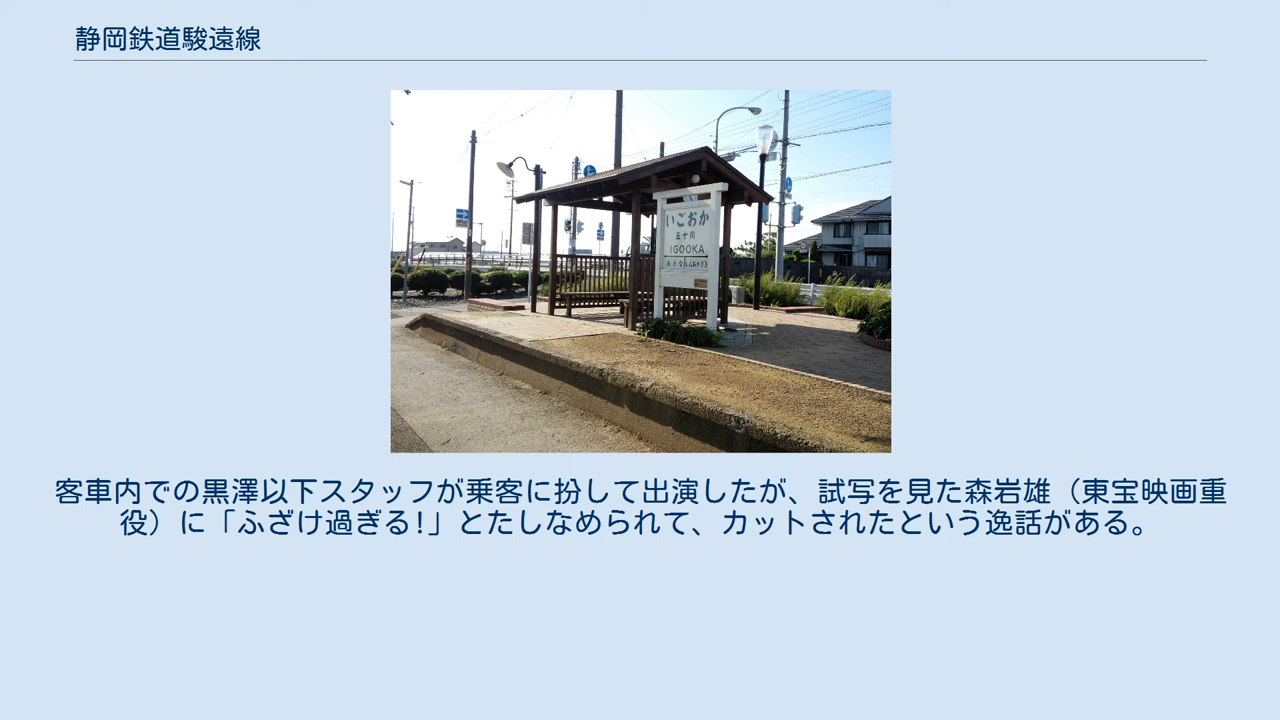 静岡鉄道駿遠線
いごおか
五十岡
IGOOKA
客車内での黒澤以下スタッフが乗客に扮して出演したが、試写を見た森岩雄（東宝映画重
役）に「ふざけ過ぎる!」とたしなめられて、カットされたという逸話がある。